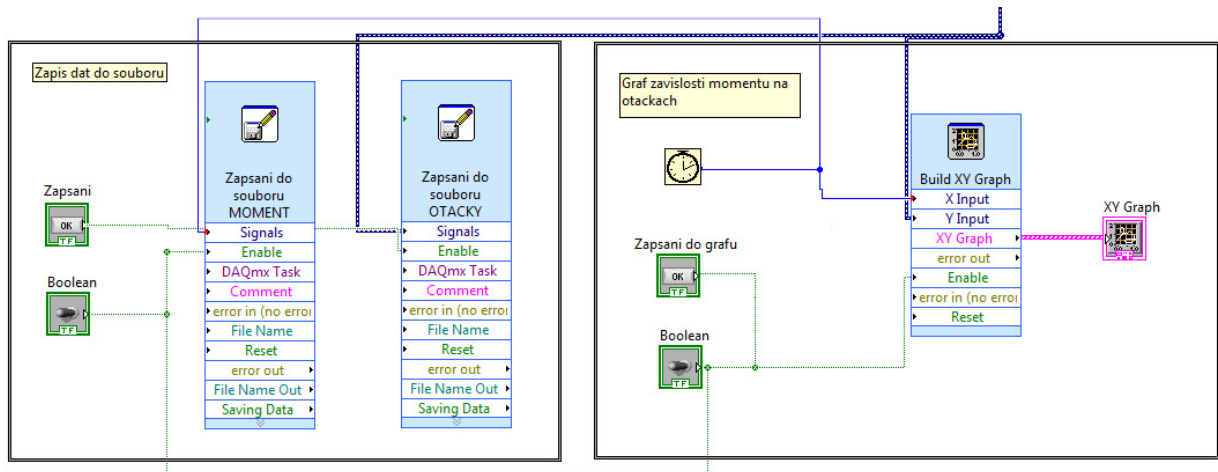 Zapis dat do souboru
Zapsani
OK
TF
Boolean
TF
Zapsani do
souboru
MOMENT
Signals
Enable
DAQmx Task
Comment
error in (no erroi
File Name
Reset
error out
File Name Out
Saving Data
Zapsani do
souboru
OTACKY
Signals
Enable
DAQmx Task
Comment
error in (no erroi
File Name
Reset
error out
File Name Out
Saving Data
Graf zavislosti momentu na
otackach
Zapsani do grafu
OK
TF
Boolean
TF
Build XY Graph
X Input
Y Input
XY Graph
error out
Enable
error in (no erroi
Reset
XY Graph